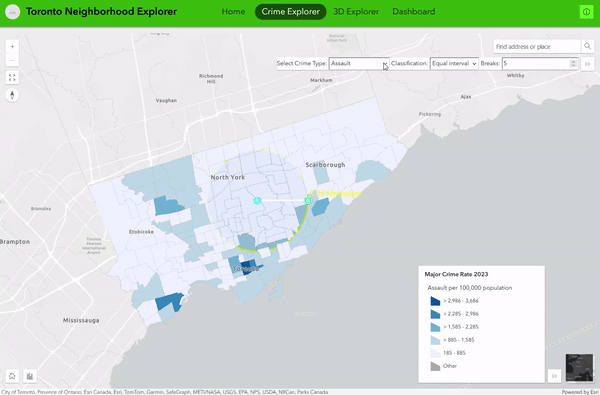 Toronto Neighborhood Explorer
Home
Crime Explorer
3D Explorer
Dashboard
Find address or place
Select Crime Type: Assault
Classification: Equal interval
Breaks: 5
Richmond Hill
Markham
Whitby
Vaughan
Ajax
Pickering
Scarborough
North York
Bramalea
Toronto Pearson International Airport
Etobicoke
Brampton
Toronto
Mississauga
Major Crime Rate 2023
Assault per 100,000 population
> 2,986 - 3,686
> 2,285 - 2,986
> 1,585 - 2,285
> 885 - 1,585
185 - 885
Other
City of Toronto, Province of Ontario, Esri Canada, Esri, TomTom, Garmin, SafeGraph, METI/NASA, USGS, EPA, NPS, USDA, NRCan, Parks Canada
Powered by Esri